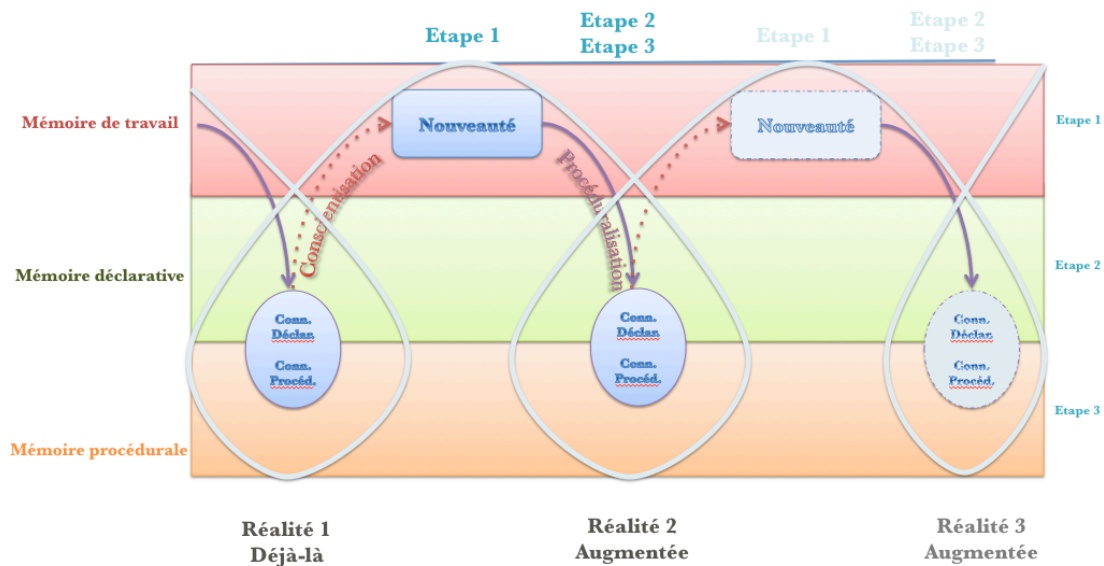 Etape 1
Etape 2
Etape 3
Etape 1
Etape 2
Etape 3
Mémoire de travail
Nouveauté
Nouveauté
Etape 1
Conscientisation
Procéduralisation
Mémoire déclarative
Etape 2
Conn.
Déclar.
Conn.
Procéd.
Conn.
Déclar.
Conn.
Procéd.
Conn.
Déclar.
Conn.
Procéd.
Etape 3
Mémoire procédurale
Réalité 1
Déjà-là
Réalité 2
Augmentée
Réalité 3
Augmentée